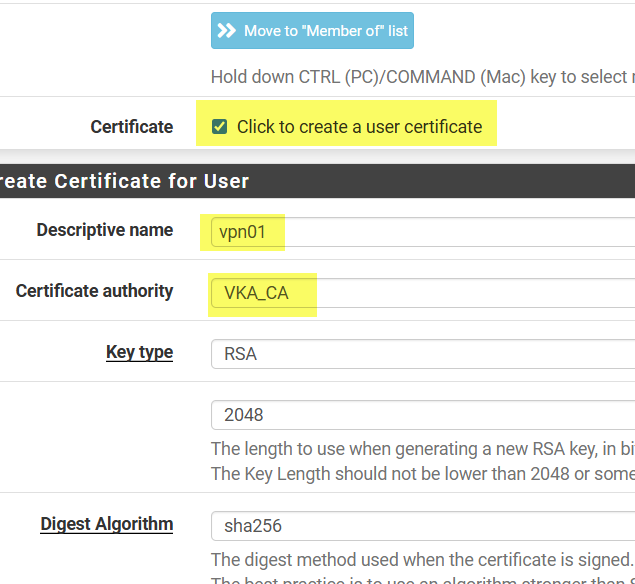 Move to "Member of" list
Hold down CTRL (PC)/COMMAND (Mac) key to select
Certificate Click to create a user certificate
reate Certificate for User
Descriptive name vpn01
Certificate authority VKA_CA
Key type RSA
2048
The length to use when generating a new RSA key, in bi
The Key Length should not be lower than 2048 or some
Digest Algorithm sha256
The digest method used when the certificate is signed.
The best practice is to use an algorithm stronger than